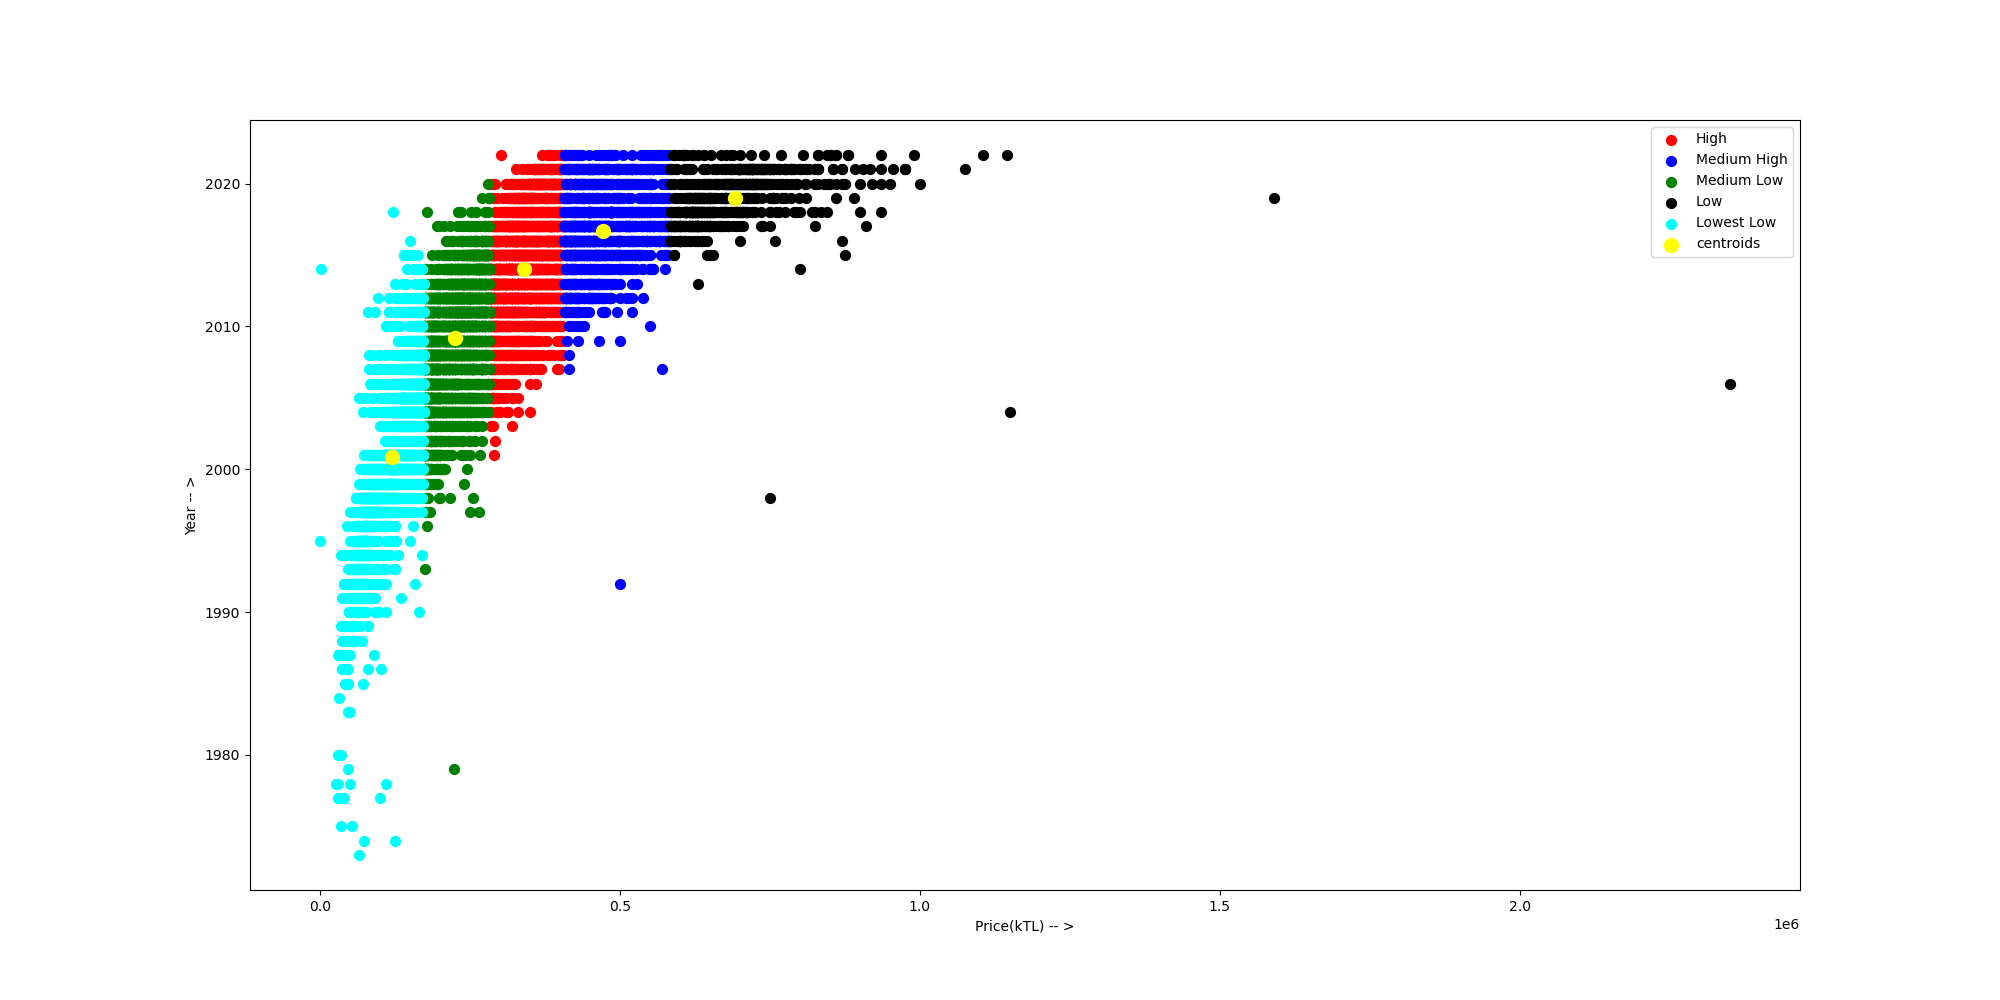 High
Medium High
Medium Low
Low
Lowest Low
centroids
2020
2010
2000
1990
1980
Year -- >
0.0 0.5 1.0 1.5 2.0
1e6
Price(kTL) -- >